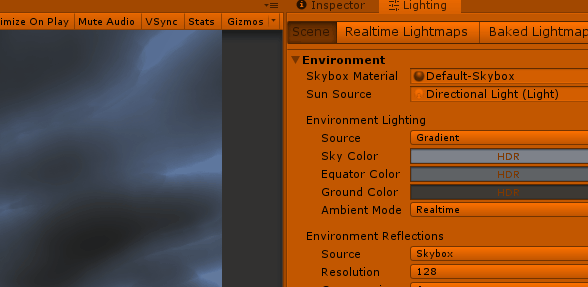 Inspector Lighting
imize On Play Mute Audio VSync Stats Gizmos
Scene Realtime Lightmaps Baked Lightmap
Environment
Skybox Material Default-Skybox
Sun Source Directional Light (Light)
Environment Lighting
Source Gradient
Sky Color HDR
Equator Color HDR
Ground Color HDR
Ambient Mode Realtime
Environment Reflections
Source Skybox
Resolution 128